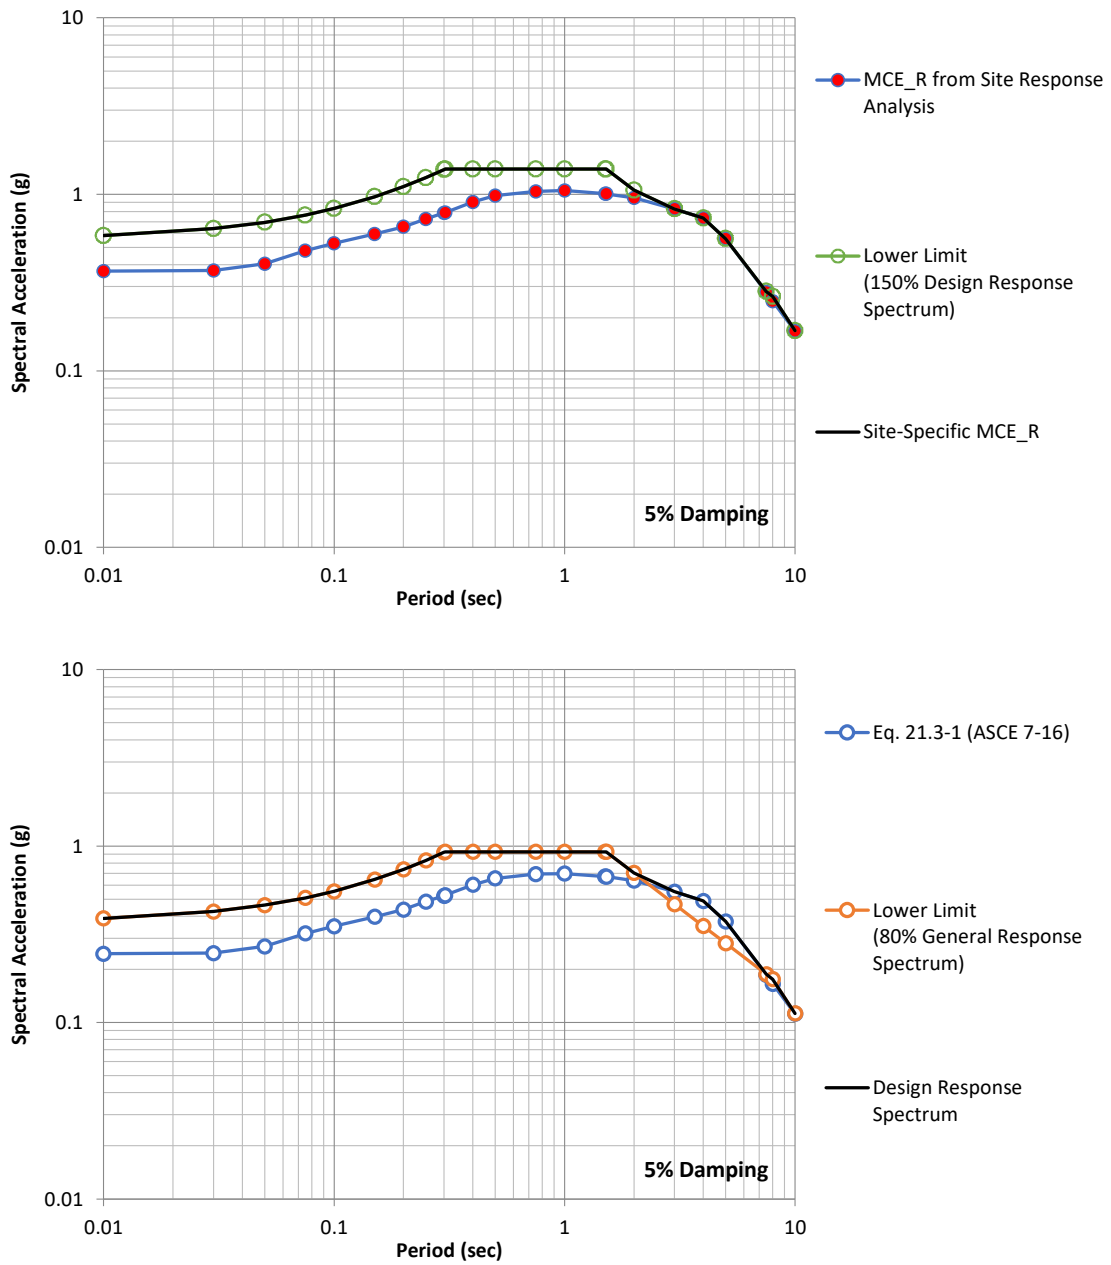 10
1
0.1
0.01
Spectral Acceleration (g)
0.01
0.1
1
10
Period (sec)
5% Damping
MCE_R from Site Response
Analysis
Lower Limit
(150% Design Response
Spectrum)
Site-Specific MCE_R
10
1
0.1
0.01
Spectral Acceleration (g)
0.01
0.1
1
10
Period (sec)
5% Damping
Eq. 21.3-1 (ASCE 7-16)
Lower Limit
(80% General Response
Spectrum)
Design Response
Spectrum